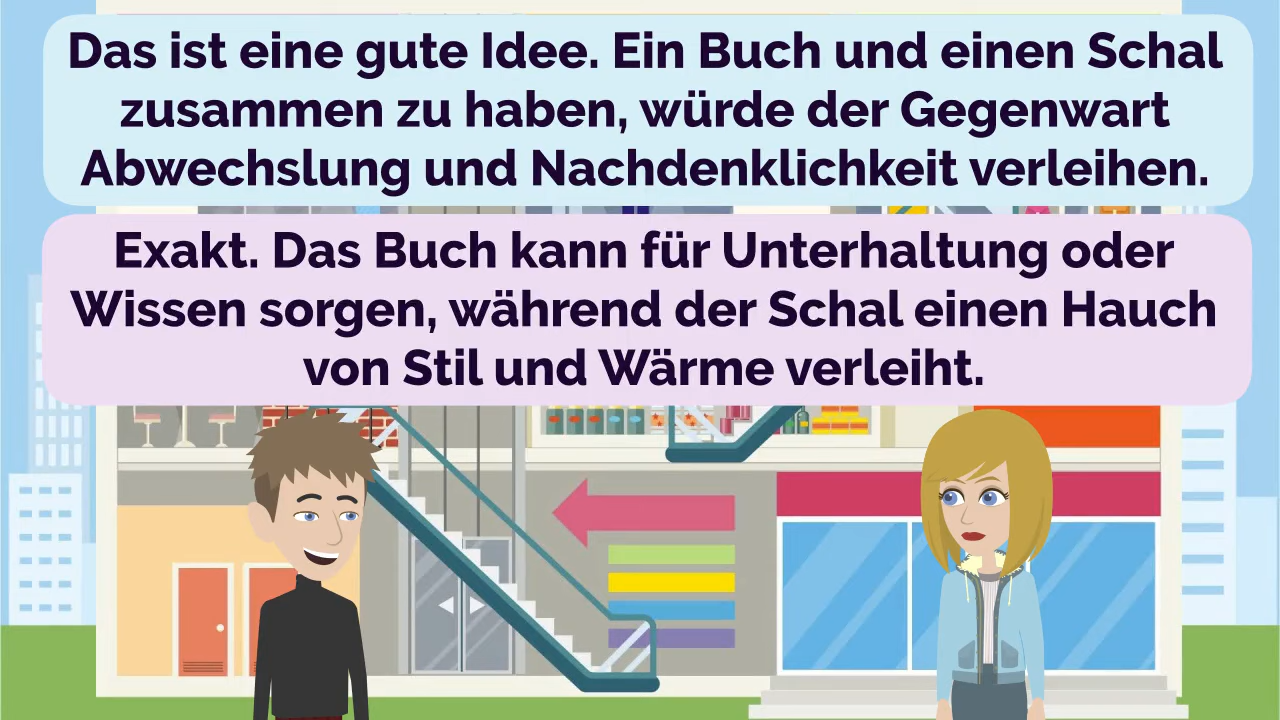 Das ist eine gute Idee. Ein Buch und einen Schal
zusammen zu haben, würde der Gegenwart
Abwechslung und Nachdenklichkeit verleihen.
Exakt. Das Buch kann für Unterhaltung oder
Wissen sorgen, während der Schal einen Hauch
von Stil und Wärme verleiht.